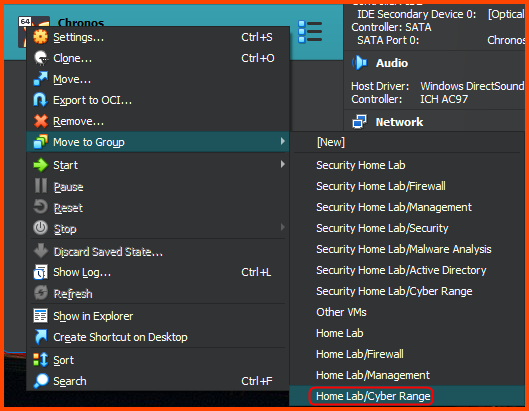 Chronos
64
Settings... Ctrl+S
Clone... Ctrl+O
Move...
Export to OCI...
Remove...
Move to Group
Start
Pause
Reset
Stop
Discard Saved State...
Show Log... Ctrl+L
Refresh
Show in Explorer
Create Shortcut on Desktop
Sort
Search Ctrl+F
IDE Secondary Device 0: [Optical
Controller: SATA
SATA Port 0: Chronos
Audio
Host Driver: Windows DirectSound
Controller: ICH AC97
Network
[New]
Security Home Lab
Security Home Lab/Firewall
Security Home Lab/Management
Security Home Lab/Security
Security Home Lab/Malware Analysis
Security Home Lab/Active Directory
Security Home Lab/Cyber Range
Other VMs
Home Lab
Home Lab/Firewall
Home Lab/Management
Home Lab/Cyber Range